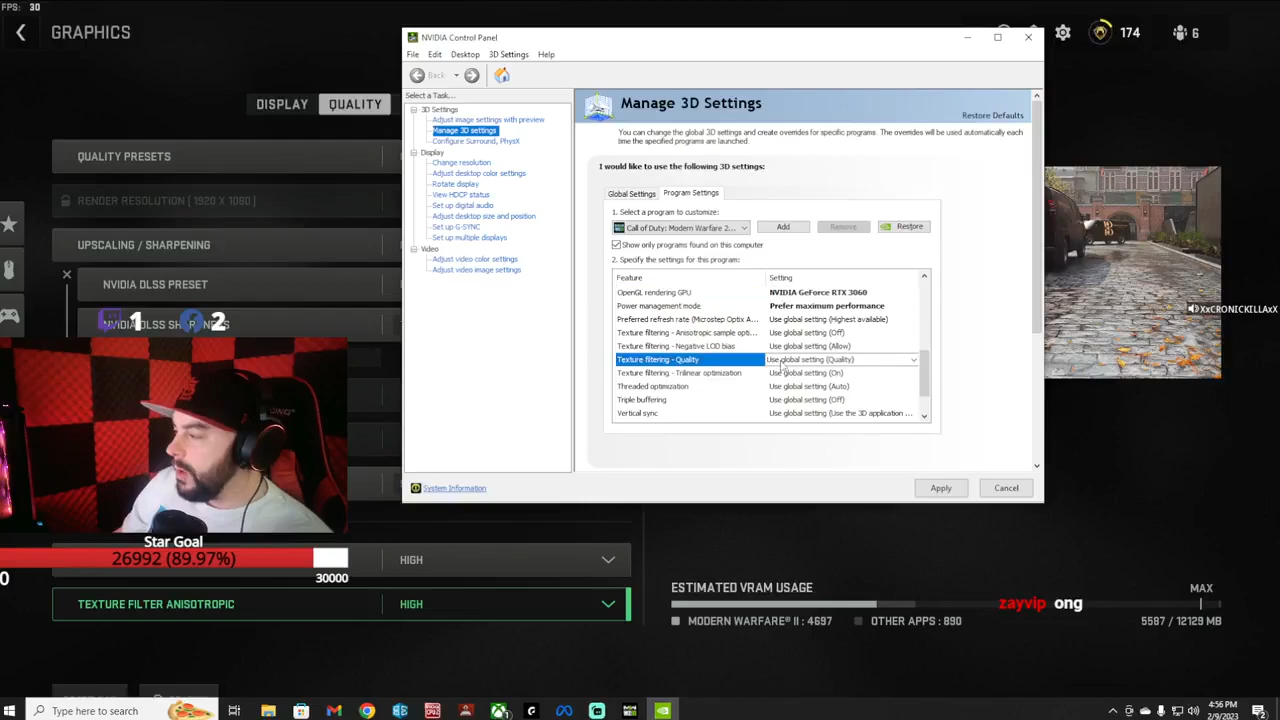 FPS: 30
GRAPHICS
174
6
DISPLAY
QUALITY
QUALITY PRESETS
UPSCALING / SHARPENING
NVIDIA DLSS PRESET
1
2
NVIDIA Control Panel
File Edit Desktop 3D Settings Help
Back
Select a Task...
3D Settings
Adjust image settings with preview
Manage 3D settings
Configure Surround, PhysX
Display
Change resolution
Adjust desktop color settings
Rotate display
View HDCP status
Set up digital audio
Adjust desktop size and position
Set up G-SYNC
Set up multiple displays
Video
Adjust video color settings
Adjust video image settings
System Information
Manage 3D Settings
Restore Defaults
You can change the global 3D settings and create overrides for specific programs. The overrides will be used automatically each
time the specified programs are launched.
I would like to use the following 3D settings:
Global Settings Program Settings
1. Select a program to customize:
Call of Duty: Modern Warfare 2... Add Remove Restore
Show only programs found on this computer
2. Specify the settings for this program:
Feature Setting
OpenGL rendering GPU NVIDIA GeForce RTX 3060
Power management mode Prefer maximum performance
Preferred refresh rate (Microstep Optix A... Use global setting (Highest available)
Texture filtering - Anisotropic sample opti... Use global setting (Off)
Texture filtering - Negative LOD bias Use global setting (Allow)
Texture filtering - Quality Use global setting (Quality)
Texture filtering - Trilinear optimization Use global setting (On)
Threaded optimization Use global setting (Auto)
Triple buffering Use global setting (Off)
Vertical sync Use global setting (Use the 3D application ...
Apply Cancel
XxCRONICKILLAxX
Star Goal
26992 (89.97%)
0
30000
HIGH
TEXTURE FILTER ANISOTROPIC HIGH
ESTIMATED VRAM USAGE MAX
zayvip ong
MODERN WARFARE® II : 4697 OTHER APPS : 890 5587 / 12129 MB
Type here to search
4:56 PM
2/9/2023